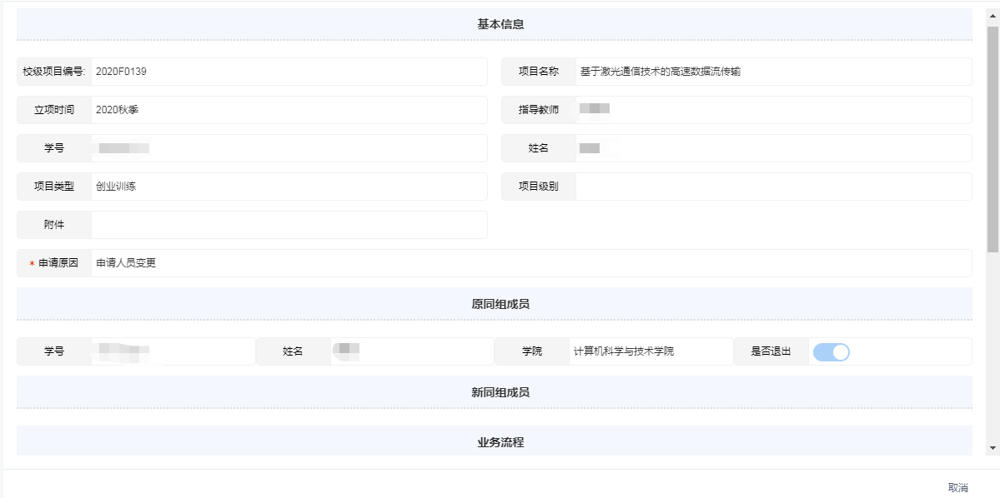 基本信息
校级项目编号: 2020F0139 项目名称 基于激光通信技术的高速数据流传输
立项时间 2020秋季 指导教师
学号 姓名
项目类型 创业训练 项目级别
附件
* 申请原因 申请人员变更
原同组成员
学号 姓名 学院 计算机科学与技术学院 是否退出
新同组成员
业务流程
取消